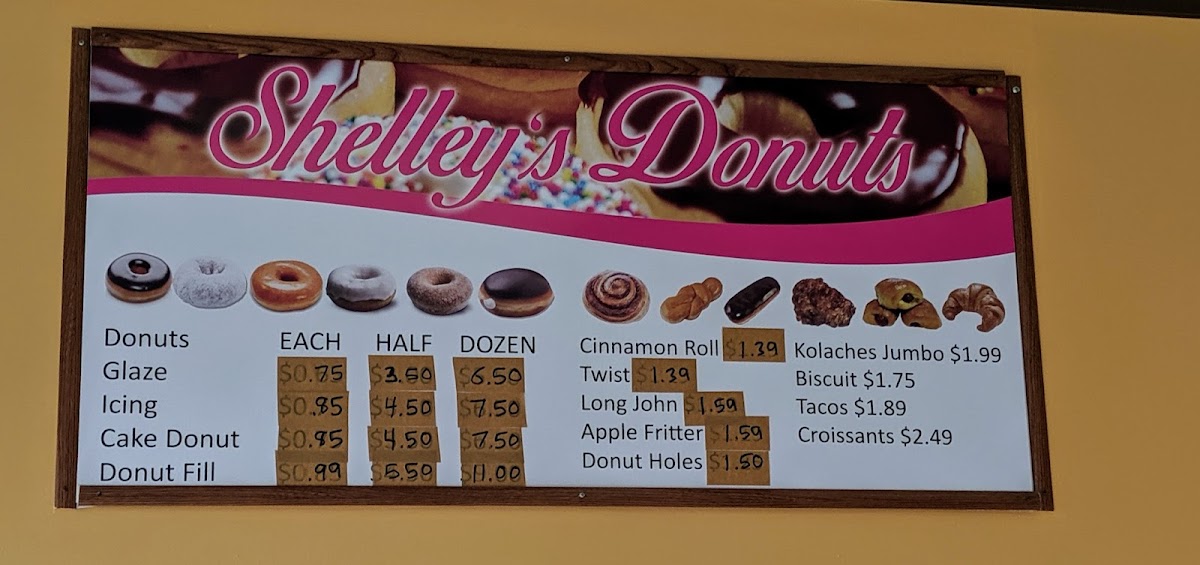 Shelley's Donuts
Donuts EACH HALF DOZEN
Glaze $0.75 $3.50 $6.50
Icing $0.85 $4.50 $7.50
Cake Donut $0.85 $4.50 $7.50
Donut Fill $0.99 $5.50 $11.00
Cinnamon Roll $1.39
Twist $1.39
Long John $1.59
Apple Fritter $1.59
Donut Holes $1.50
Kolaches Jumbo $1.99
Biscuit $1.75
Tacos $1.89
Croissants $2.49